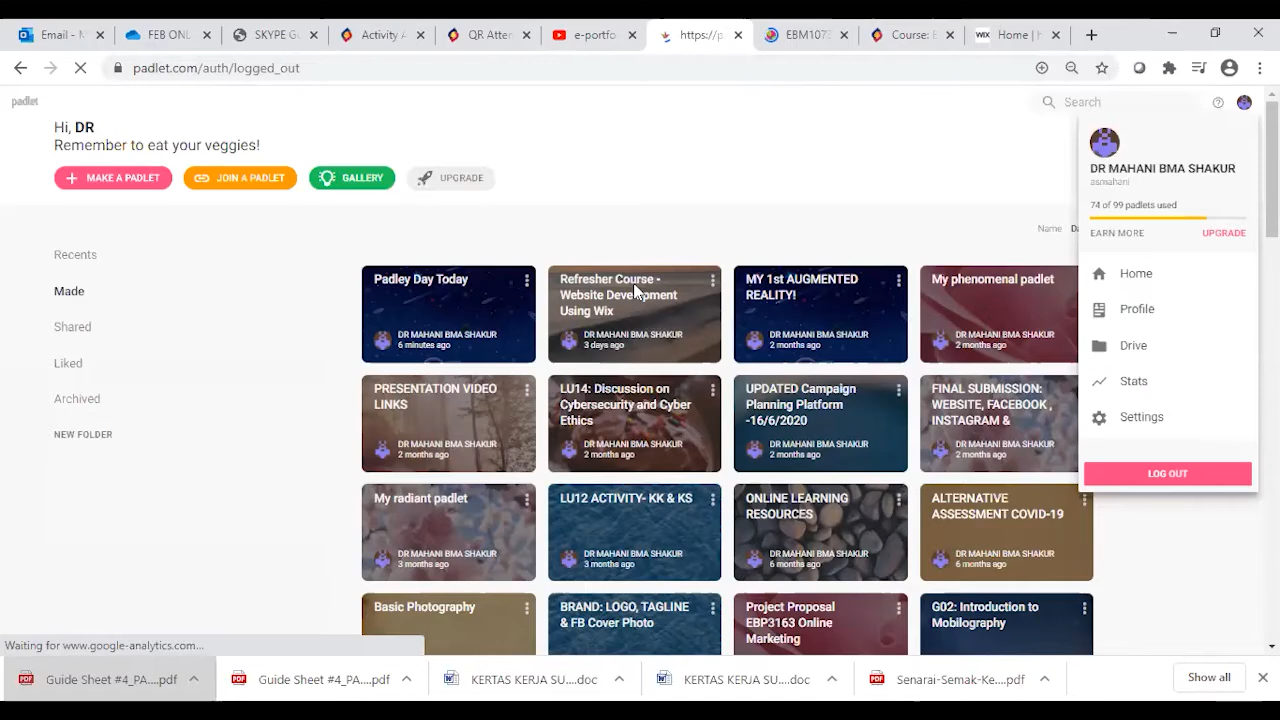 Email - M
FEB ONL
SKYPE G
Activity A
QR Atten
e-portfo
https://p
EBM1073
Course: E
WIX Home | h
padlet.com/auth/logged_out
padlet
Search
Hi, DR
Remember to eat your veggies!
MAKE A PADLET
JOIN A PADLET
GALLERY
UPGRADE
DR MAHANI BMA SHAKUR
asmahani
74 of 99 padlets used
EARN MORE
UPGRADE
Home
Profile
Drive
Stats
Settings
LOG OUT
Name
Da
Recents
Made
Shared
Liked
Archived
NEW FOLDER
Padley Day Today
DR MAHANI BMA SHAKUR
6 minutes ago
Refresher Course -
Website Development
Using Wix
DR MAHANI BMA SHAKUR
3 days ago
MY 1st AUGMENTED
REALITY!
DR MAHANI BMA SHAKUR
2 months ago
My phenomenal padlet
DR MAHANI BMA SHAKUR
2 months ago
PRESENTATION VIDEO
LINKS
DR MAHANI BMA SHAKUR
2 months ago
LU14: Discussion on
Cybersecurity and Cyber
Ethics
DR MAHANI BMA SHAKUR
2 months ago
UPDATED Campaign
Planning Platform
-16/6/2020
DR MAHANI BMA SHAKUR
2 months ago
FINAL SUBMISSION:
WEBSITE, FACEBOOK ,
INSTAGRAM &
DR MAHANI BMA SHAKUR
2 months ago
My radiant padlet
DR MAHANI BMA SHAKUR
3 months ago
LU12 ACTIVITY- KK & KS
DR MAHANI BMA SHAKUR
3 months ago
ONLINE LEARNING
RESOURCES
DR MAHANI BMA SHAKUR
6 months ago
ALTERNATIVE
ASSESSMENT COVID-19
DR MAHANI BMA SHAKUR
6 months ago
Basic Photography
BRAND: LOGO, TAGLINE
& FB Cover Photo
Project Proposal
EBP3163 Online
Marketing
G02: Introduction to
Mobilography
Waiting for www.google-analytics.com...
Guide Sheet #4_PA....pdf
Guide Sheet #4_PA....pdf
KERTAS KERJA SU....doc
KERTAS KERJA SU....doc
Senarai-Semak-Ke....pdf
Show all